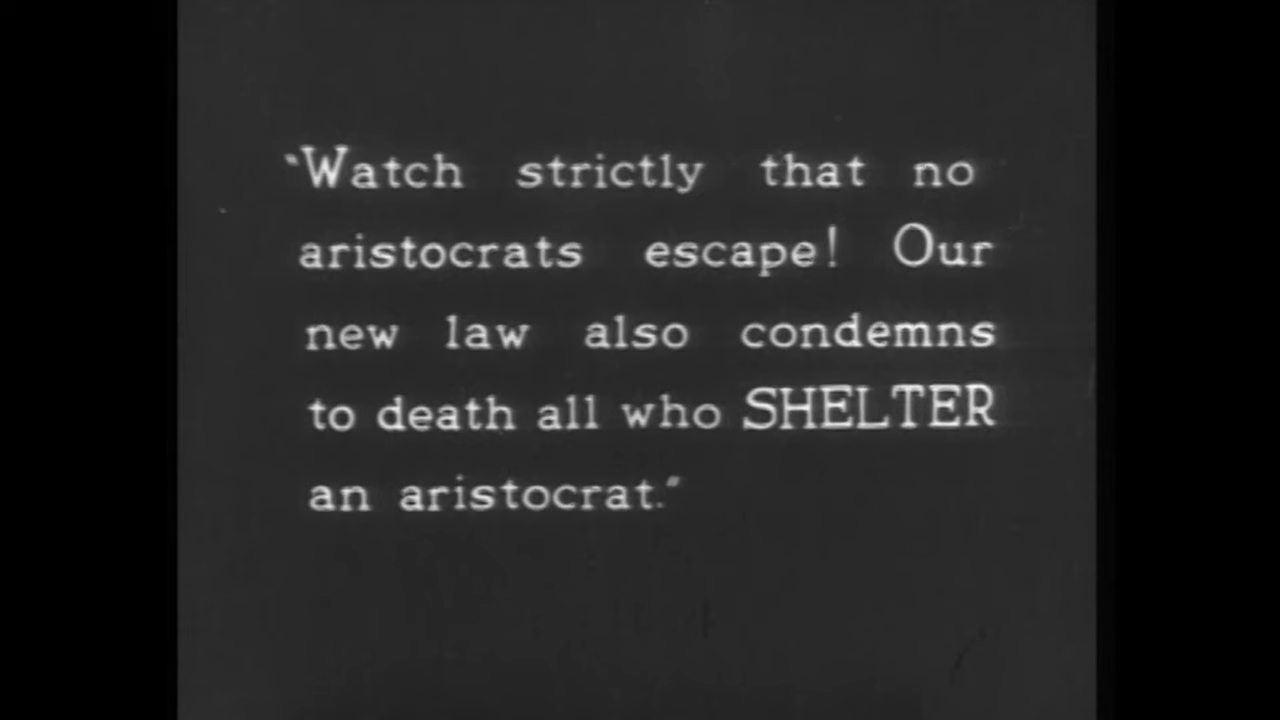 "Watch strictly that no
aristocrats escape! Our
new law also condemns
to death all who SHELTER
an aristocrat."